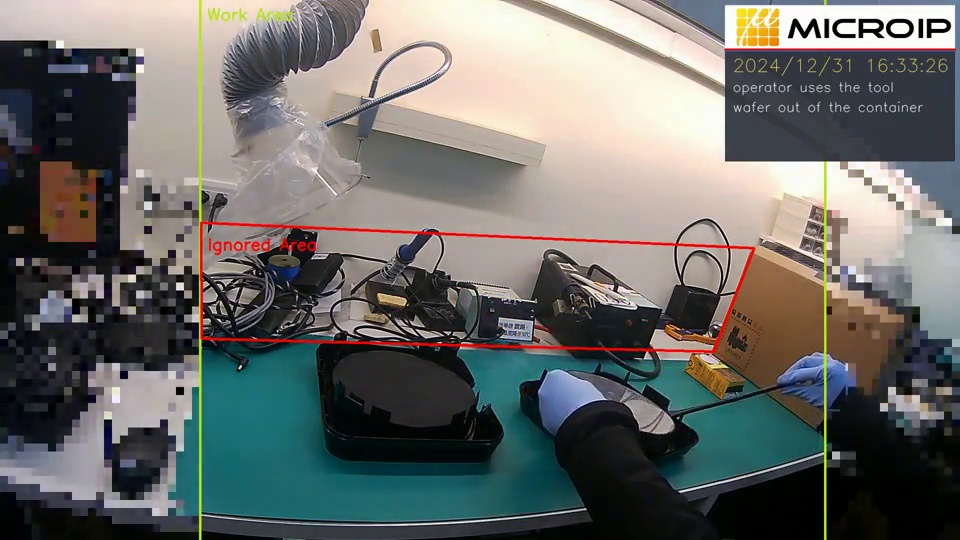 Work Area
μ MICROIP
2024/12/31 16:33:26
operator uses the tool
wafer out of the container
Ignored Area